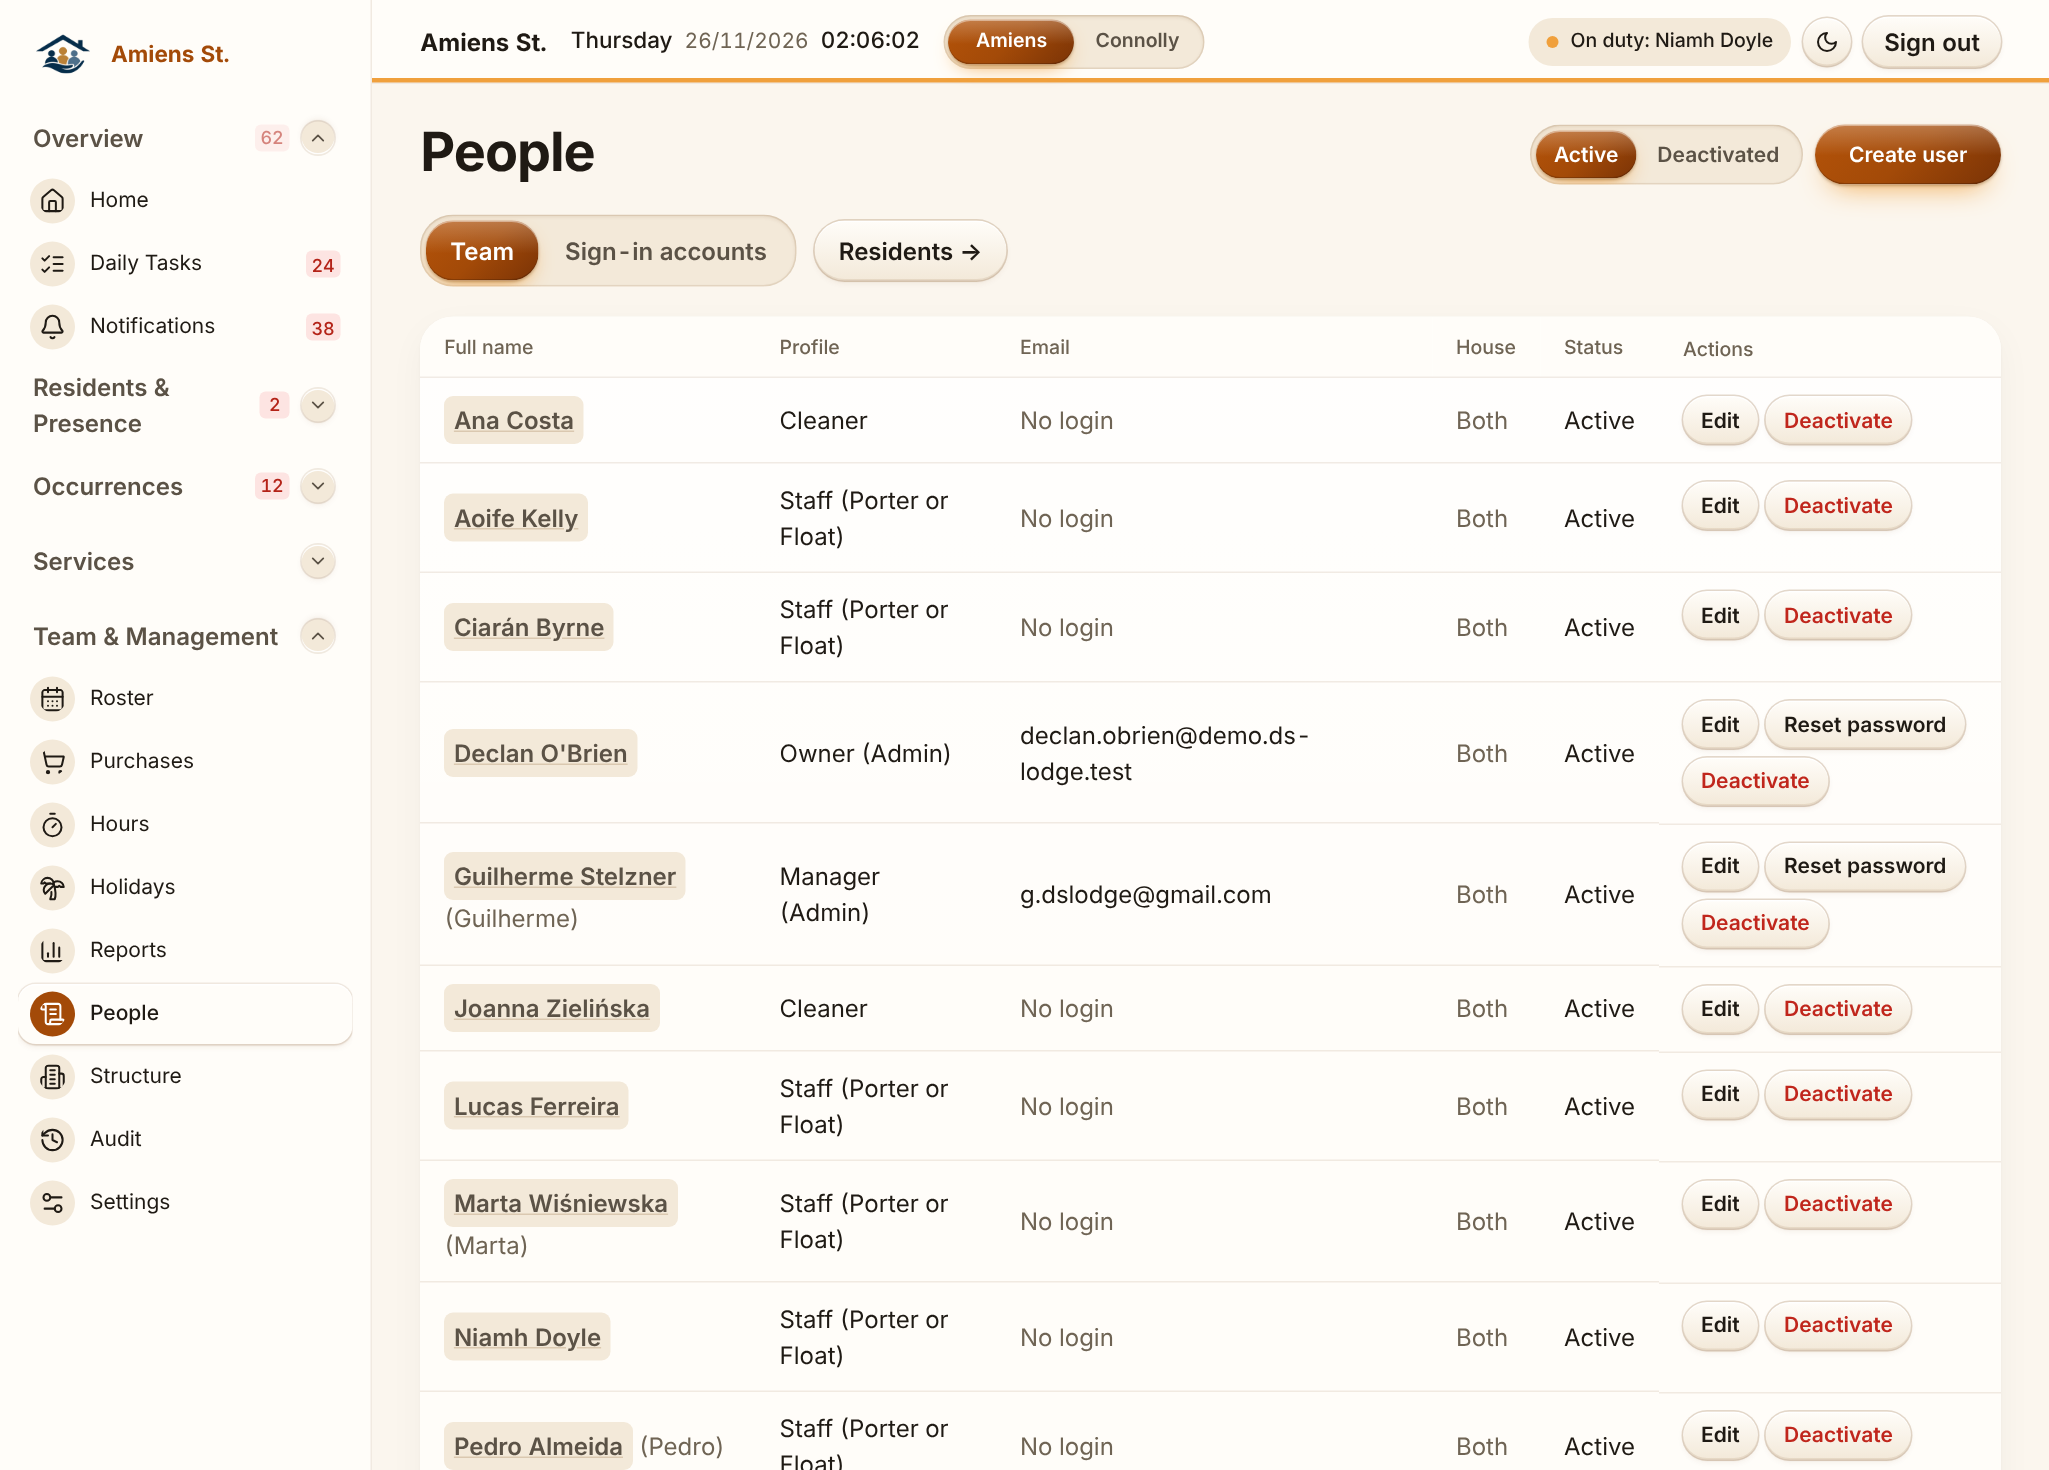 Amiens St.
Amiens St. Thursday 26/11/2026 02:06:02 Amiens Connolly
On duty: Niamh Doyle Sign out
Overview 62
Home
Daily Tasks 24
Notifications 38
Residents &
Presence 2
Occurrences 12
Services
Team & Management
Roster
Purchases
Hours
Holidays
Reports
People
Structure
Audit
Settings
People
Active Deactivated Create user
Team Sign-in accounts Residents →
Full name Profile Email House Status Actions
Ana Costa Cleaner No login Both Active Edit Deactivate
Aoife Kelly Staff (Porter or
Float) No login Both Active Edit Deactivate
Ciarán Byrne Staff (Porter or
Float) No login Both Active Edit Deactivate
Declan O'Brien Owner (Admin) declan.obrien@demo.ds-
lodge.test Both Active Edit Reset password
Deactivate
Guilherme Stelzner
(Guilherme) Manager
(Admin) g.dslodge@gmail.com Both Active Edit Reset password
Deactivate
Joanna Zielińska Cleaner No login Both Active Edit Deactivate
Lucas Ferreira Staff (Porter or
Float) No login Both Active Edit Deactivate
Marta Wiśniewska
(Marta) Staff (Porter or
Float) No login Both Active Edit Deactivate
Niamh Doyle Staff (Porter or
Float) No login Both Active Edit Deactivate
Pedro Almeida (Pedro) Staff (Porter or
Float) No login Both Active Edit Deactivate